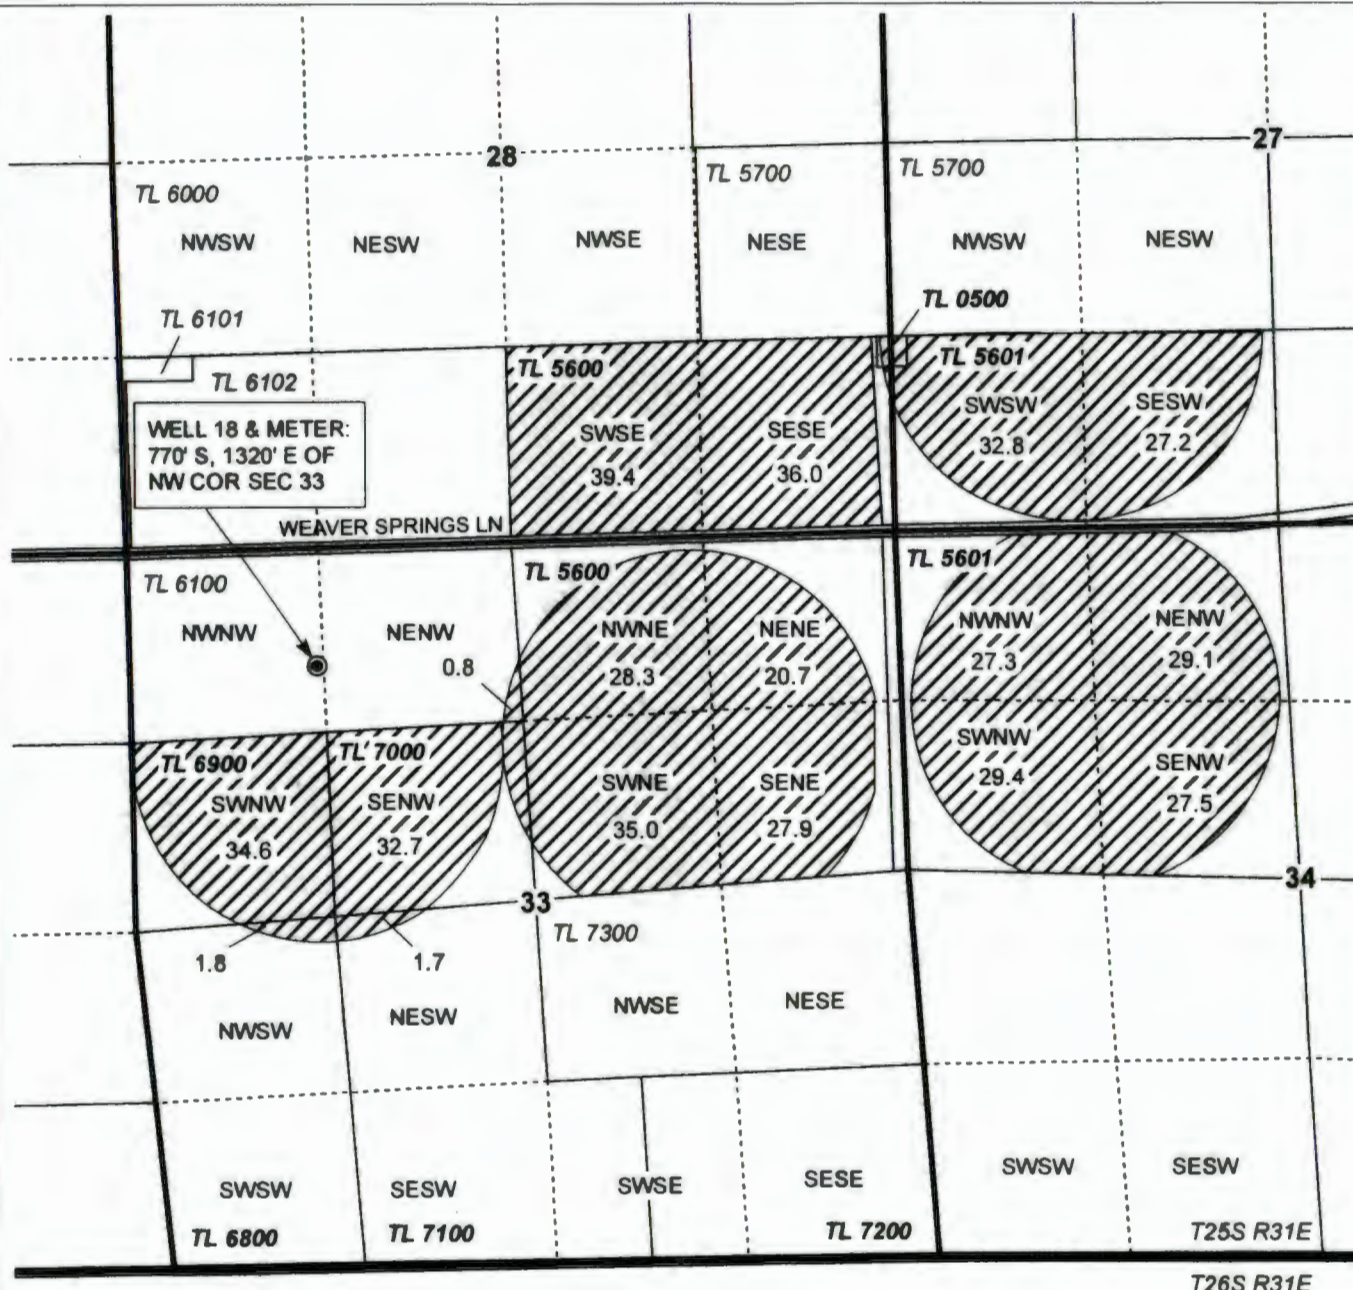 28
27
TL 6000
TL 5700
TL 5700
NWSW
NESW
NWSE
NESE
NWSW
NESW
TL 0500
TL 6101
TL 6102
TL 5600
TL 5601
WELL 18 & METER:
770' S, 1320' E OF
NW COR SEC 33
SWSE
39.4
SESE
36.0
SWSW
32.8
SESW
27.2
WEAVER SPRINGS LN
TL 6100
TL 5600
TL 5601
NWNW
NENW
0.8
NWNE
28.3
NENE
20.7
NWNW
27.3
NENW
29.1
TL 6900
TL 7000
SWNW
34.6
SENW
32.7
SWNE
35.0
SENE
27.9
SWNW
29.4
SENW
27.5
33
34
1.8
1.7
TL 7300
NWSW
NESW
NWSE
NESE
SWSW
SESW
SWSE
SESE
SWSW
SESW
TL 6800
TL 7100
TL 7200
T25S R31E
T26S R31E